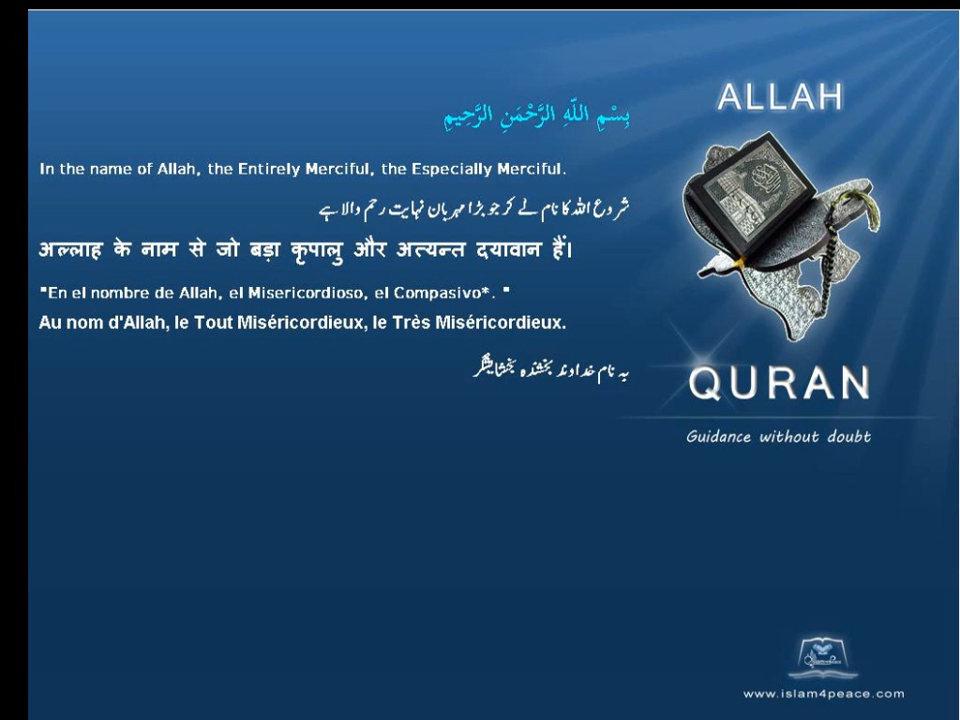 بِسْمِ اللَّهِ الرَّحْمَنِ الرَّحِيمِ
In the name of Allah, the Entirely Merciful, the Especially Merciful.
شروع اللہ کا نام لے کر جو بڑا مہربان نہایت رحم والا ہے
अल्लाह के नाम से जो बड़ा कृपालु और अत्यन्त दयावान हैं।
"En el nombre de Allah, el Misericordioso, el Compasivo*. "
Au nom d'Allah, le Tout Miséricordieux, le Très Miséricordieux.
به نام خداوند بخشنده بخشایشگر
ALLAH
QURAN
Guidance without doubt
www.islam4peace.com